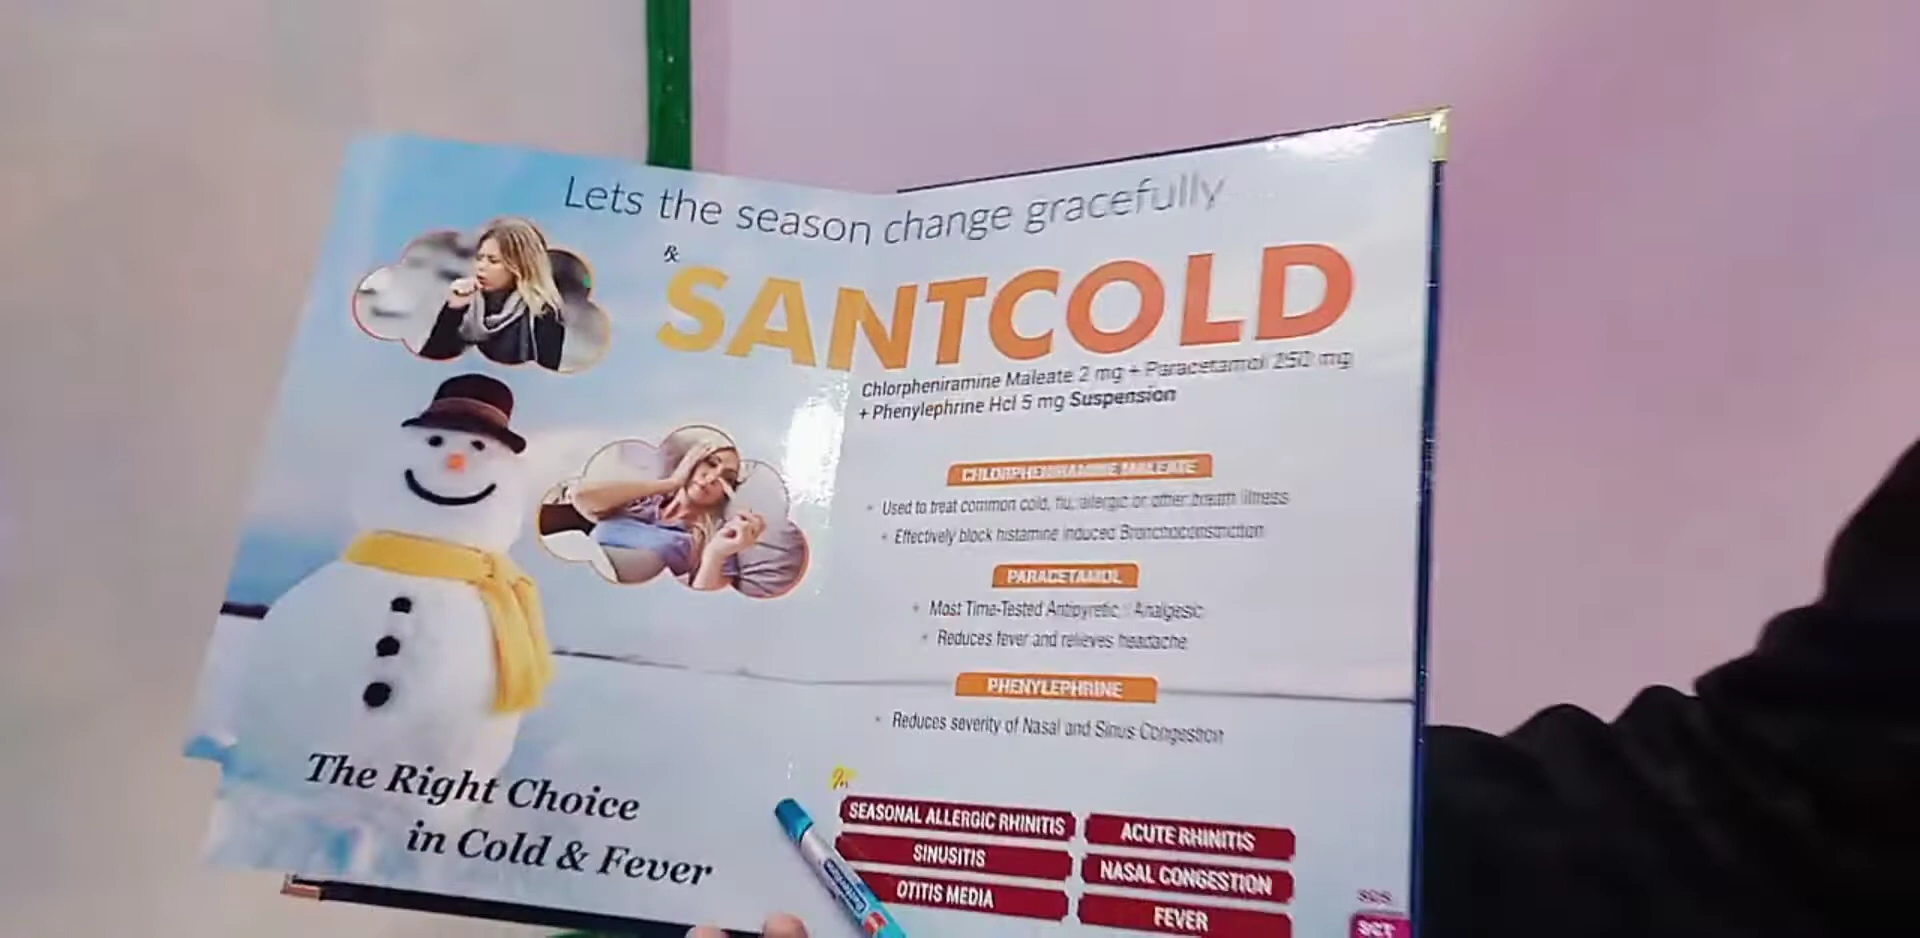 Lets the season change gracefully
℞
SANTCOLD
Chlorpheniramine Maleate 2 mg + Paracetamol 250 mg
+ Phenylephrine Hcl 5 mg Suspension
CHLORPHENIRAMINE MALEATE
• Used to treat common cold, flu, allergic or other breath illness
• Effectively block histamine induced Bronchoconstriction
PARACETAMOL
• Most Time-Tested Antipyretic / Analgesic
• Reduces fever and relieves headache
PHENYLEPHRINE
• Reduces severity of Nasal and Sinus Congestion
The Right Choice
in Cold & Fever
In
SEASONAL ALLERGIC RHINITIS
ACUTE RHINITIS
SINUSITIS
NASAL CONGESTION
OTITIS MEDIA
FEVER